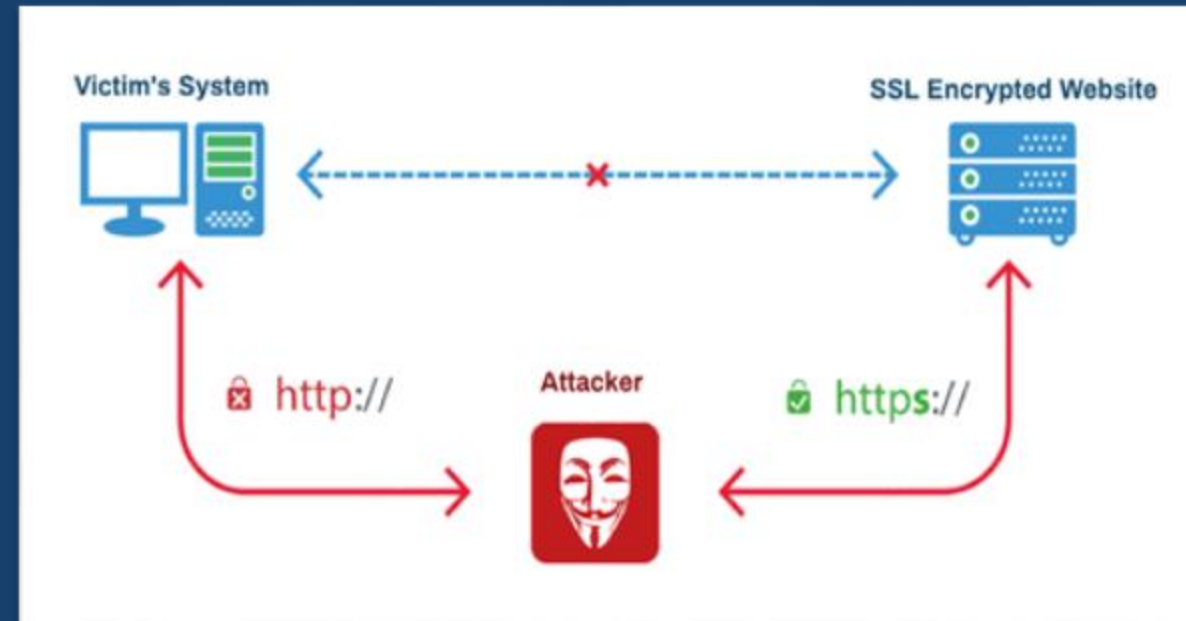 Victim's System
SSL Encrypted Website
http://
Attacker
https://